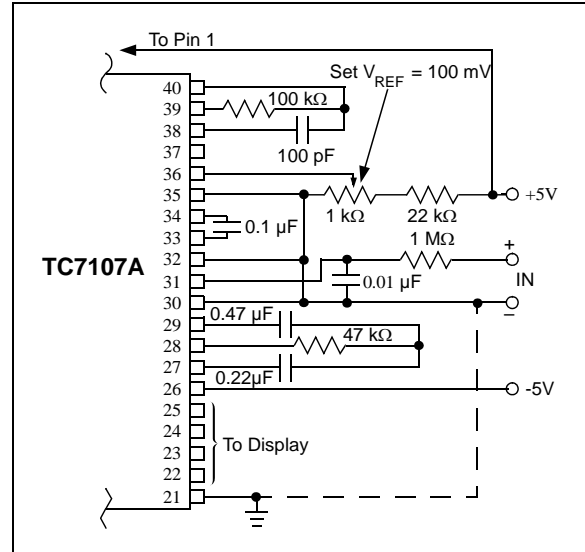 To Pin 1
Set VREF = 100 mV
TC7107A
40
39
38
37
36
35
34
33
32
31
30
29
28
27
26
25
24
23
22
21
100 kΩ
100 pF
1 kΩ
22 kΩ
+5V
0.1 µF
1 MΩ
+
IN
–
0.01 µF
0.47 µF
47 kΩ
0.22µF
-5V
To Display